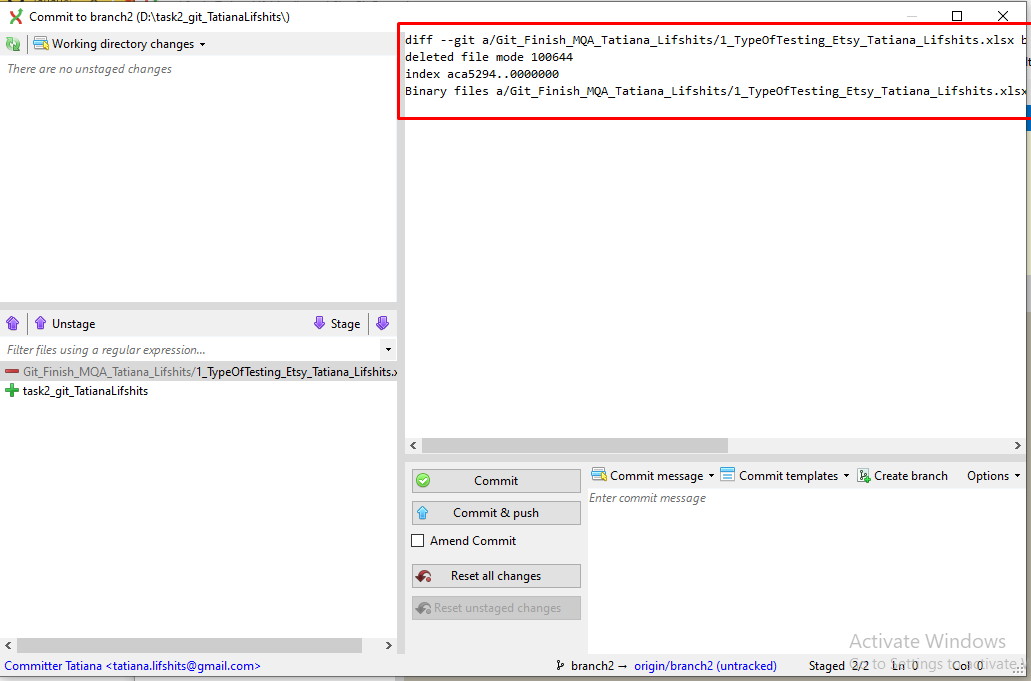 Commit to branch2 (D:\task2_git_TatianaLifshits\)
Working directory changes
There are no unstaged changes
diff --git a/Git_Finish_MQA_Tatiana_Lifshits/1_TypeOfTesting_Etsy_Tatiana_Lifshits.xlsx b
deleted file mode 100644
index aca5294..0000000
Binary files a/Git_Finish_MQA_Tatiana_Lifshits/1_TypeOfTesting_Etsy_Tatiana_Lifshits.xlsx
Unstage
Stage
Filter files using a regular expression...
Git_Finish_MQA_Tatiana_Lifshits/1_TypeOfTesting_Etsy_Tatiana_Lifshits.x
task2_git_TatianaLifshits
Commit
Commit & push
Amend Commit
Reset all changes
Reset unstaged changes
Commit message
Commit templates
Create branch
Options
Enter commit message
Activate Windows
Go to Settings to activate
Committer Tatiana <tatiana.lifshits@gmail.com>
branch2 → origin/branch2 (untracked)
Staged 2/2
Ln 0
Col 0